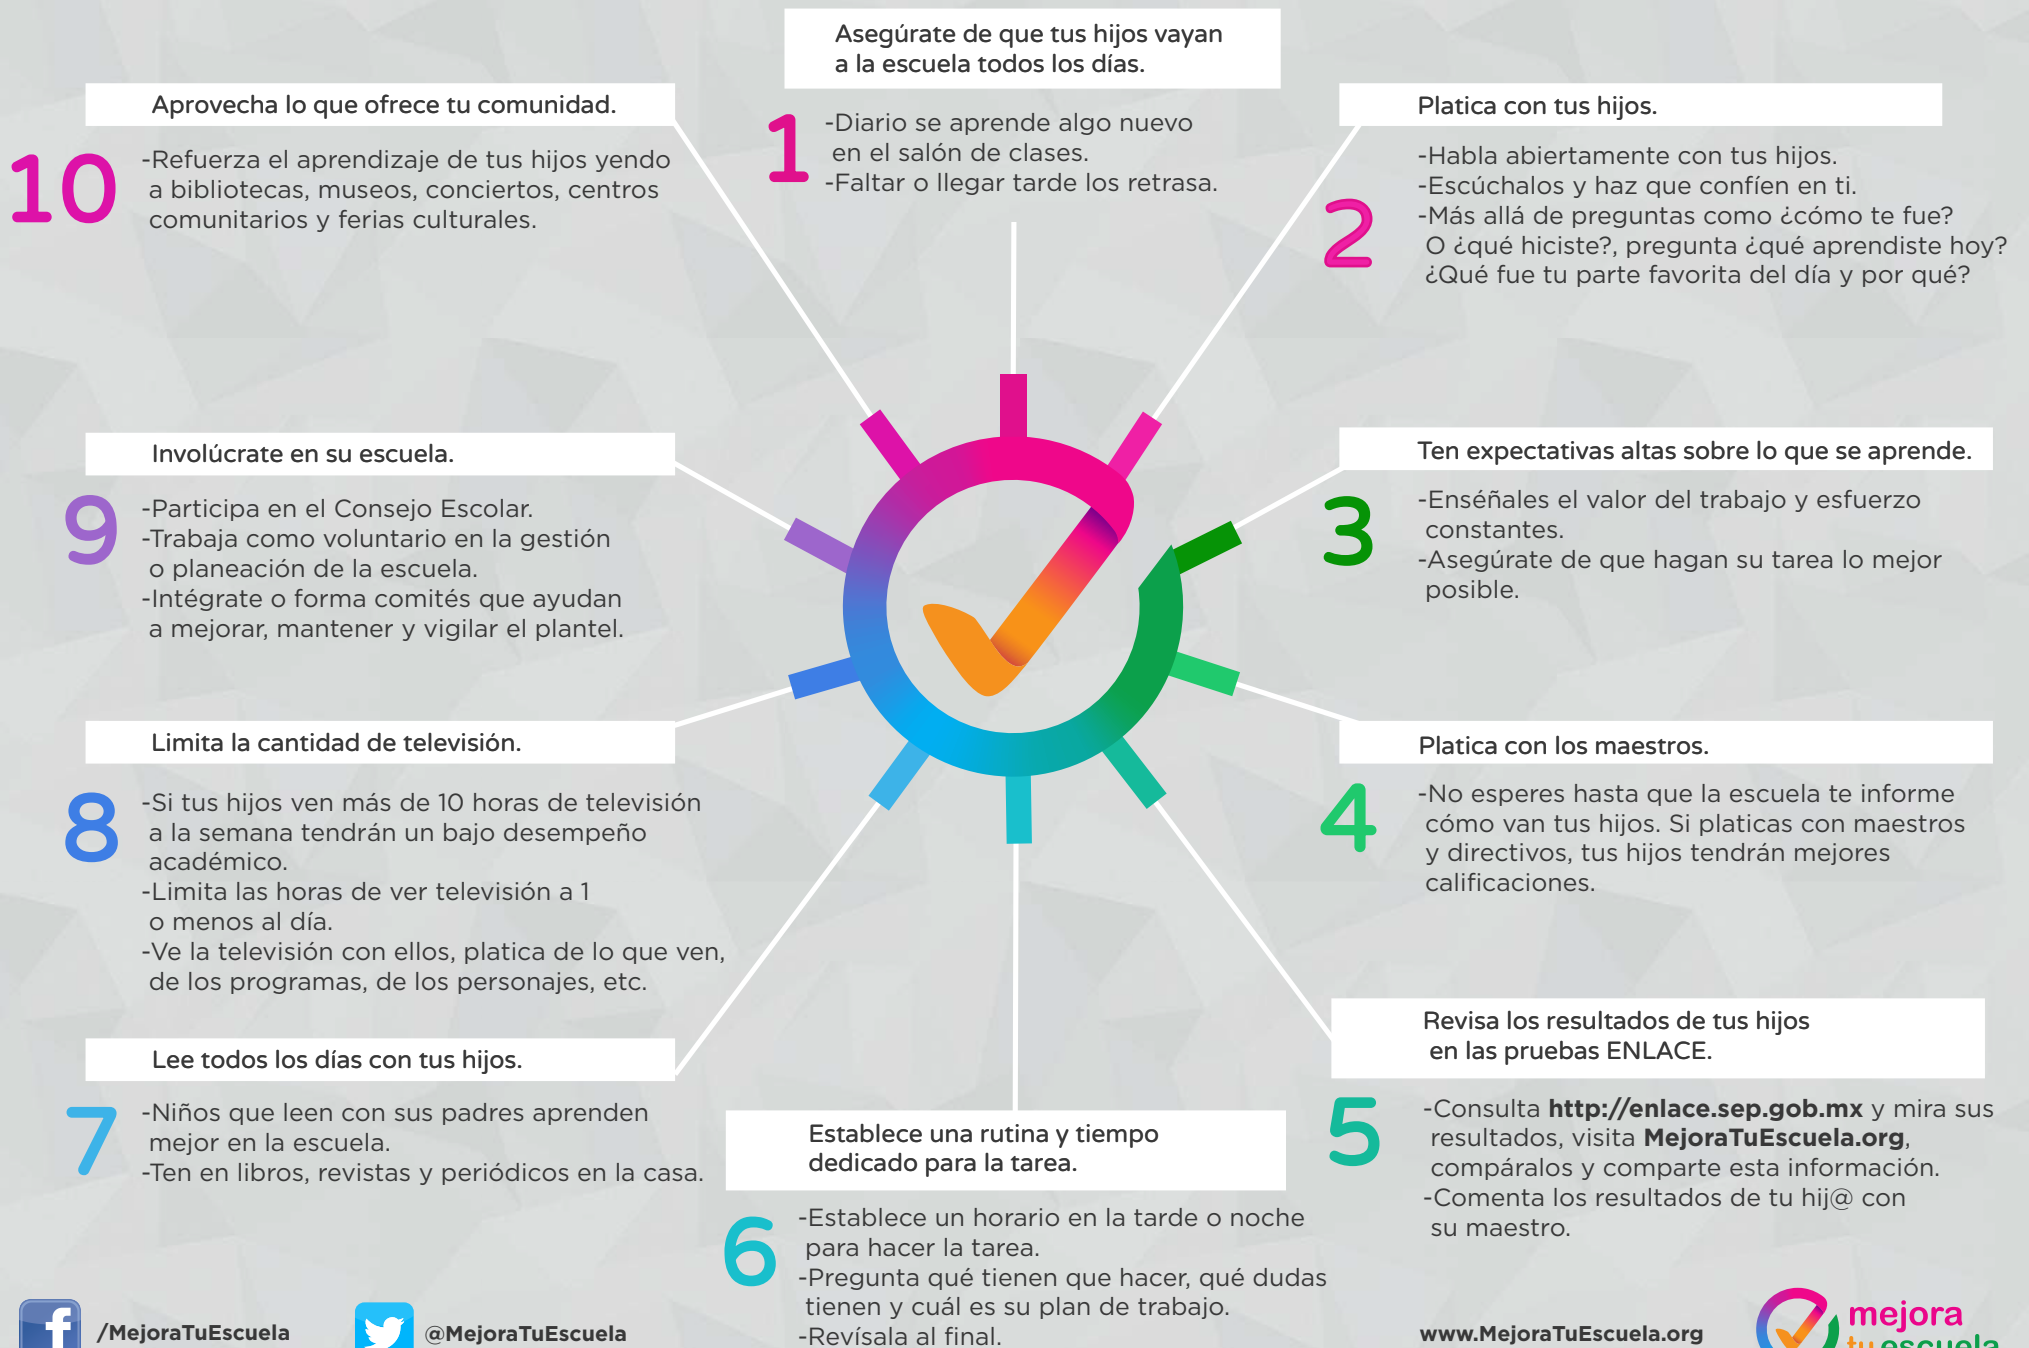 Asegúrate de que tus hijos vayan
a la escuela todos los días.
1
-Diario se aprende algo nuevo
en el salón de clases.
-Faltar o llegar tarde los retrasa.
Platica con tus hijos.
2
-Habla abiertamente con tus hijos.
-Escúchalos y haz que confíen en ti.
-Más allá de preguntas como ¿cómo te fue?
O ¿qué hiciste?, pregunta ¿qué aprendiste hoy?
¿Qué fue tu parte favorita del día y por qué?
Ten expectativas altas sobre lo que se aprende.
3
-Enséñales el valor del trabajo y esfuerzo
constantes.
-Asegúrate de que hagan su tarea lo mejor
posible.
Platica con los maestros.
4
-No esperes hasta que la escuela te informe
cómo van tus hijos. Si platicas con maestros
y directivos, tus hijos tendrán mejores
calificaciones.
Revisa los resultados de tus hijos
en las pruebas ENLACE.
5
-Consulta http://enlace.sep.gob.mx y mira sus
resultados, visita MejoraTuEscuela.org,
compáralos y comparte esta información.
-Comenta los resultados de tu hij@ con
su maestro.
Establece una rutina y tiempo
dedicado para la tarea.
6
-Establece un horario en la tarde o noche
para hacer la tarea.
-Pregunta qué tienen que hacer, qué dudas
tienen y cuál es su plan de trabajo.
-Revísala al final.
Lee todos los días con tus hijos.
7
-Niños que leen con sus padres aprenden
mejor en la escuela.
-Ten en libros, revistas y periódicos en la casa.
Limita la cantidad de televisión.
8
-Si tus hijos ven más de 10 horas de televisión
a la semana tendrán un bajo desempeño
académico.
-Limita las horas de ver televisión a 1
o menos al día.
-Ve la televisión con ellos, platica de lo que ven,
de los programas, de los personajes, etc.
Involúcrate en su escuela.
9
-Participa en el Consejo Escolar.
-Trabaja como voluntario en la gestión
o planeación de la escuela.
-Intégrate o forma comités que ayudan
a mejorar, mantener y vigilar el plantel.
Aprovecha lo que ofrece tu comunidad.
10
-Refuerza el aprendizaje de tus hijos yendo
a bibliotecas, museos, conciertos, centros
comunitarios y ferias culturales.
f
/MejoraTuEscuela
@MejoraTuEscuela
www.MejoraTuEscuela.org
mejora
tu escuela